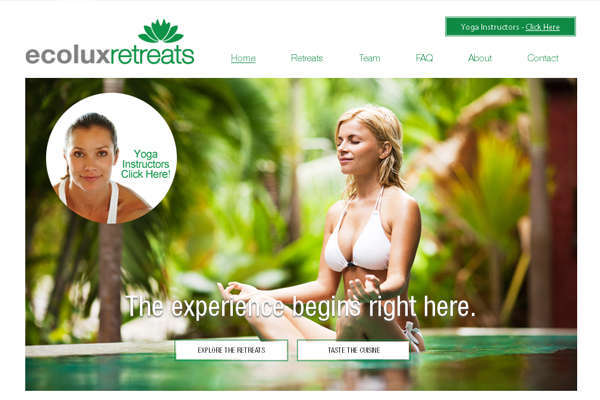 Yoga Instructors - Click Here
ecoluxretreats
Home Retreats Team FAQ About Contact
Yoga
Instructors
Click Here!
The experience begins right here.
EXPLORE THE RETREATS TASTE THE CUISINE